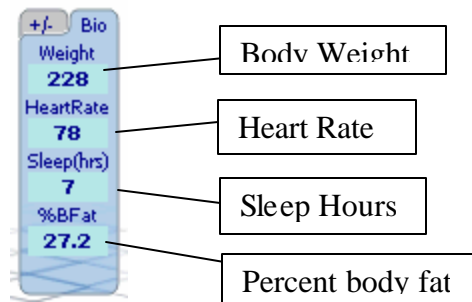 +/- Bio
Weight
228
HeartRate
78
Sleep(hrs)
7
%BFat
27.2
Body Weight
Heart Rate
Sleep Hours
Percent body fat